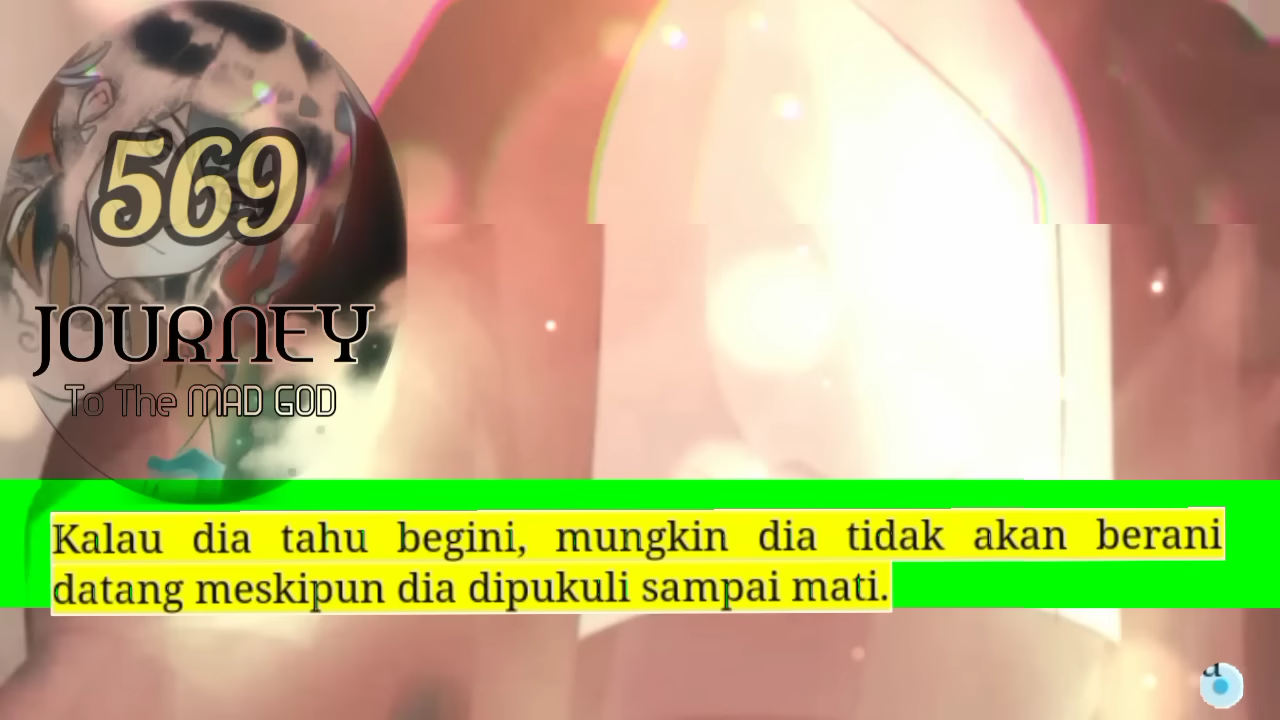 569
JOURNEY
To The MAD GOD
Kalau dia tahu begini, mungkin dia tidak akan berani
datang meskipun dia dipukuli sampai mati.
a